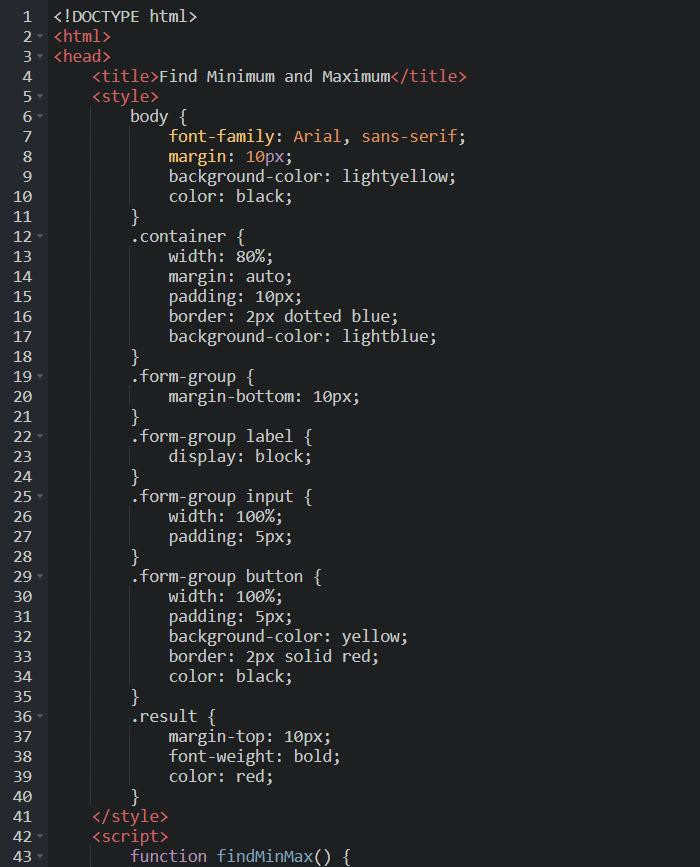 1 <!DOCTYPE html>
2 <html>
3 <head>
4 <title>Find Minimum and Maximum</title>
5 <style>
6 body {
7 font-family: Arial, sans-serif;
8 margin: 10px;
9 background-color: lightyellow;
10 color: black;
11 }
12 .container {
13 width: 80%;
14 margin: auto;
15 padding: 10px;
16 border: 2px dotted blue;
17 background-color: lightblue;
18 }
19 .form-group {
20 margin-bottom: 10px;
21 }
22 .form-group label {
23 display: block;
24 }
25 .form-group input {
26 width: 100%;
27 padding: 5px;
28 }
29 .form-group button {
30 width: 100%;
31 padding: 5px;
32 background-color: yellow;
33 border: 2px solid red;
34 color: black;
35 }
36 .result {
37 margin-top: 10px;
38 font-weight: bold;
39 color: red;
40 }
41 </style>
42 <script>
43 function findMinMax() {